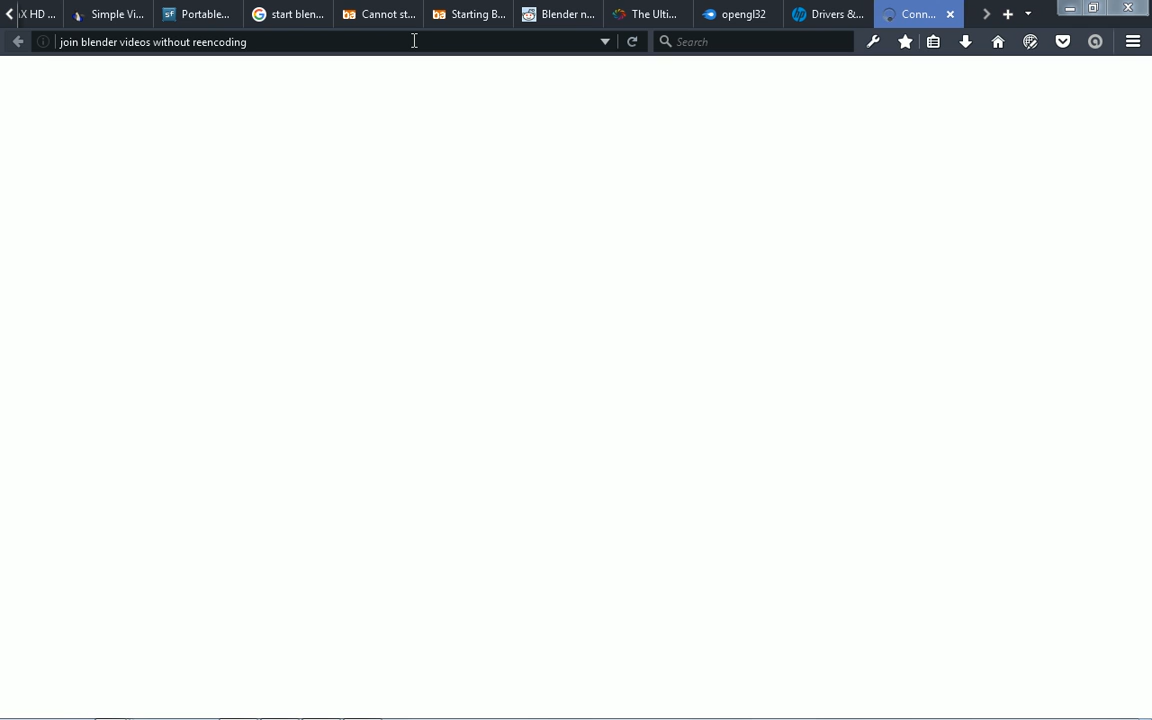 X HD ...
Simple Vi...
Portable...
start blen...
Cannot st...
Starting B...
Blender n...
The Ulti...
opengl32
Drivers &...
Conn...
join blender videos without reencoding
Search